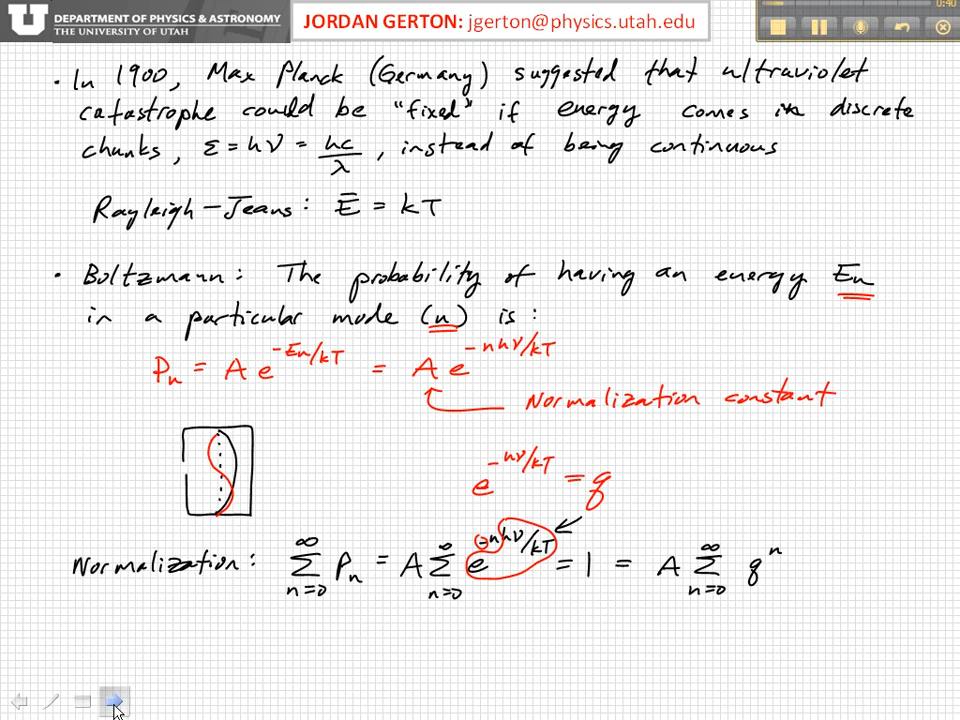 DEPARTMENT OF PHYSICS & ASTRONOMY
THE UNIVERSITY OF UTAH
JORDAN GERTON: jgerton@physics.utah.edu
0:40
• In 1900, Max Planck (Germany) suggested that ultraviolet
catastrophe could be "fixed" if energy comes in discrete
chunks, ε = hν = hc/λ, instead of being continuous
Rayleigh-Jeans: Ē = kT
• Boltzmann: The probability of having an energy En
in a particular mode (n) is:
Pn = A e^(-En/kT) = A e^(-nhν/kT)
Normalization constant
e^(-hν/kT) = q
Normalization: ∑_{n=0}^{∞} Pn = A ∑_{n=0}^{∞} e^(-nhν/kT) = 1 = A ∑_{n=0}^{∞} q^n